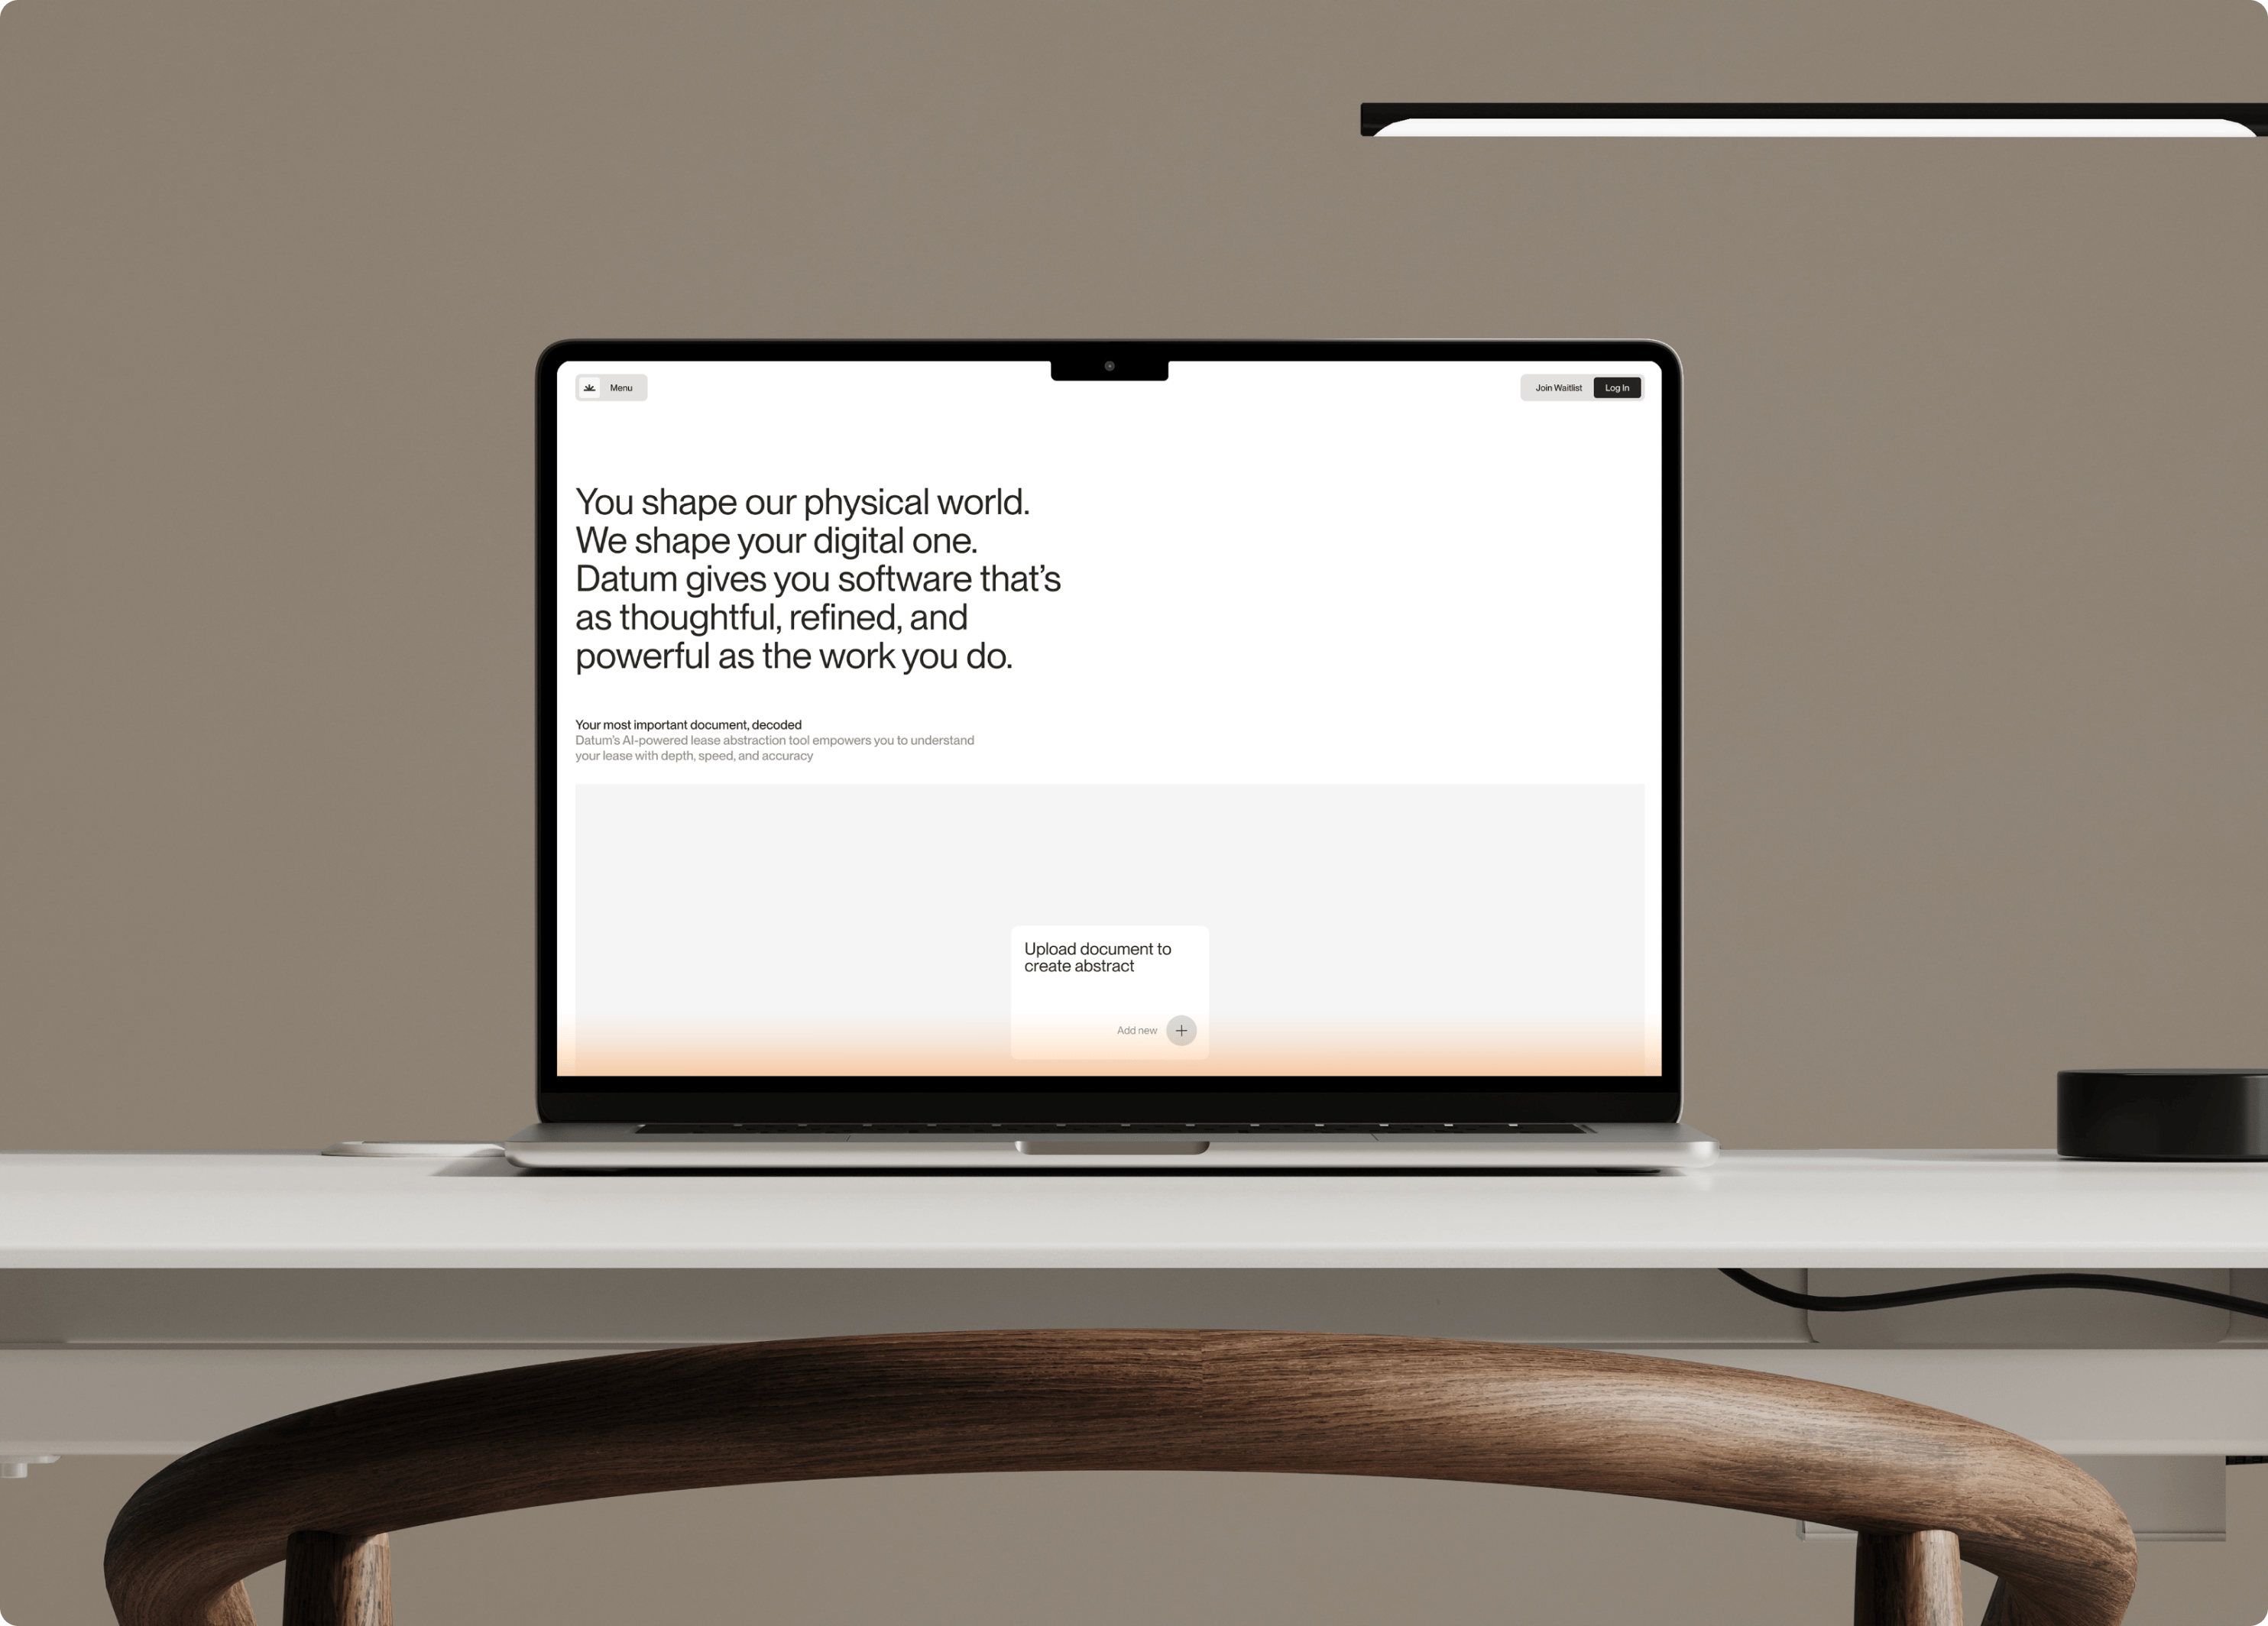 Menu
Join Waitlist
Log In
You shape our physical world.
We shape your digital one.
Datum gives you software that’s
as thoughtful, refined, and
powerful as the work you do.
Your most important document, decoded
Datum’s AI-powered lease abstraction tool empowers you to understand
your lease with depth, speed, and accuracy
Upload document to
create abstract
Add new